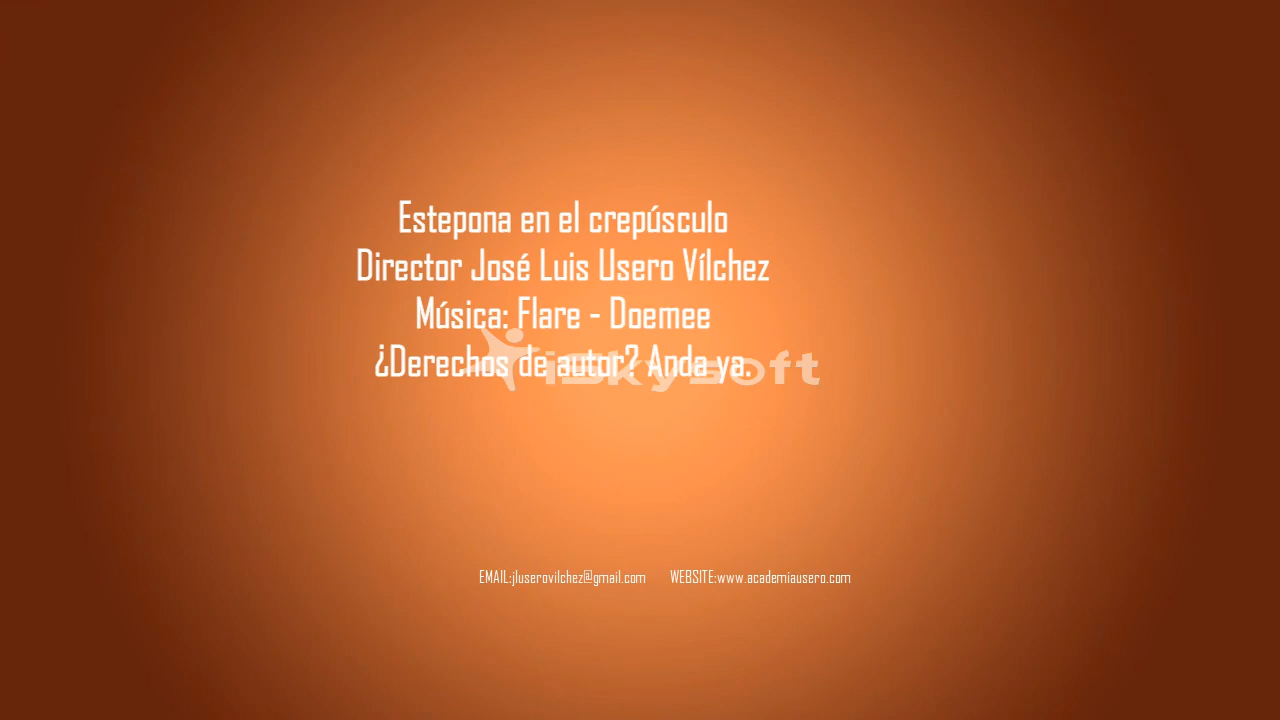 Estepona en el crepúsculo
Director José Luis Usero Vílchez
Música: Flare - Doemee
¿Derechos de autor? Anda ya.
iSkysoft
EMAIL:jluserovilchez@gmail.com WEBSITE:www.academiausero.com